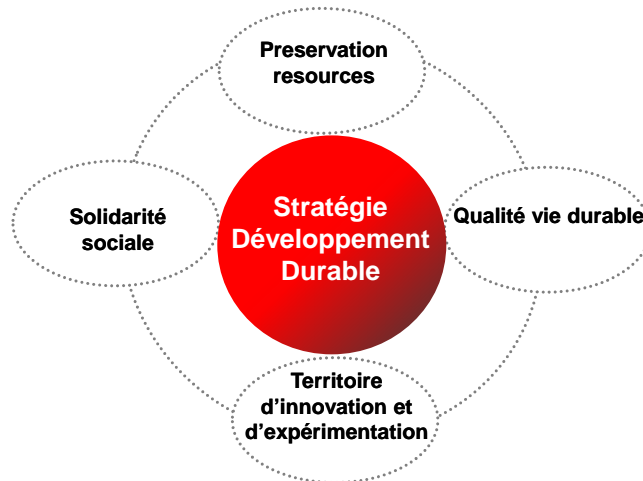 Preservation
resources
Solidarité
sociale
Stratégie
Développement
Durable
Qualité vie durable
Territoire
d'innovation et
d'expérimentation